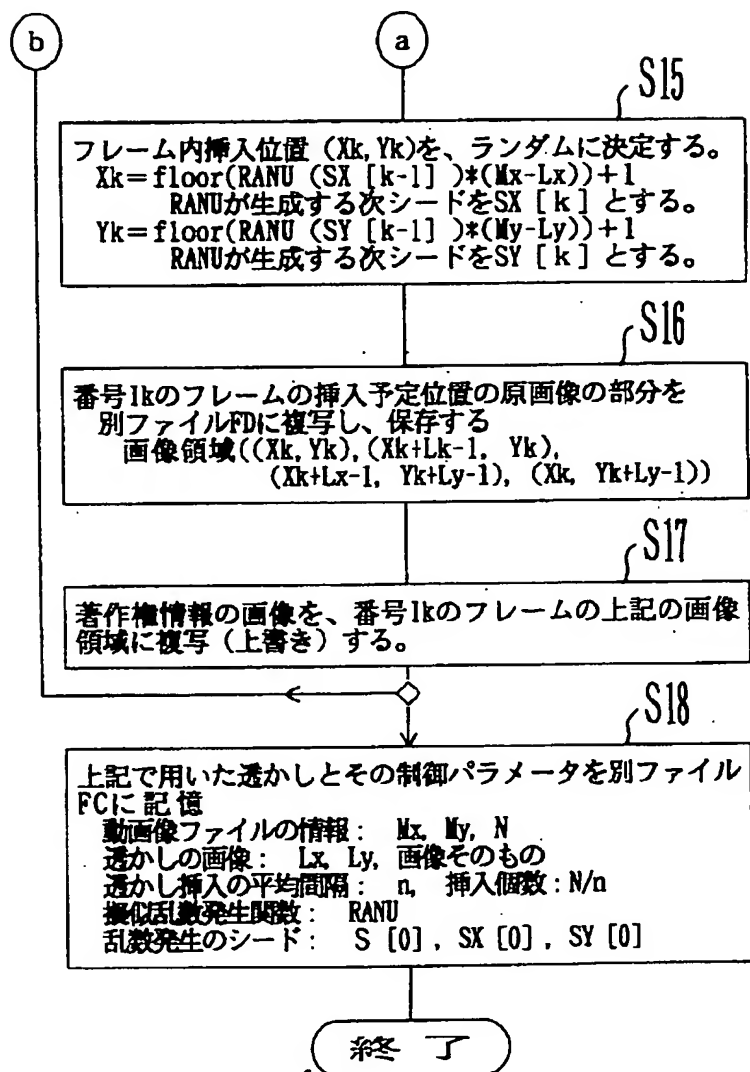 b
a
S15
フレーム内挿入位置 (Xk, Yk)を、ランダムに決定する。
Xk=floor(RANU (SX [k-1] )*(Mx-Lx))+1
RANUが生成する次シードをSX [k] とする。
Yk=floor(RANU (SY [k-1] )*(My-Ly))+1
RANUが生成する次シードをSY [k] とする。
S16
番号Ikのフレームの挿入予定位置の原画像の部分を
別ファイルFDに複写し、保存する
画像領域((Xk, Yk), (Xk+Lk-1, Yk),
(Xk+Lx-1, Yk+Ly-1), (Xk, Yk+Ly-1))
S17
著作権情報の画像を、番号Ikのフレームの上記の画像
領域に複写（上書き）する。
S18
上記で用いた透かしとその制御パラメータを別ファイル
FCに記憶
動画像ファイルの情報： Mx, My, N
透かしの画像： Lx, Ly, 画像そのもの
透かし挿入の平均間隔： n, 挿入個数：N/n
擬似乱数発生関数： RANU
乱数発生のシード： S [0] , SX [0] , SY [0]
終了